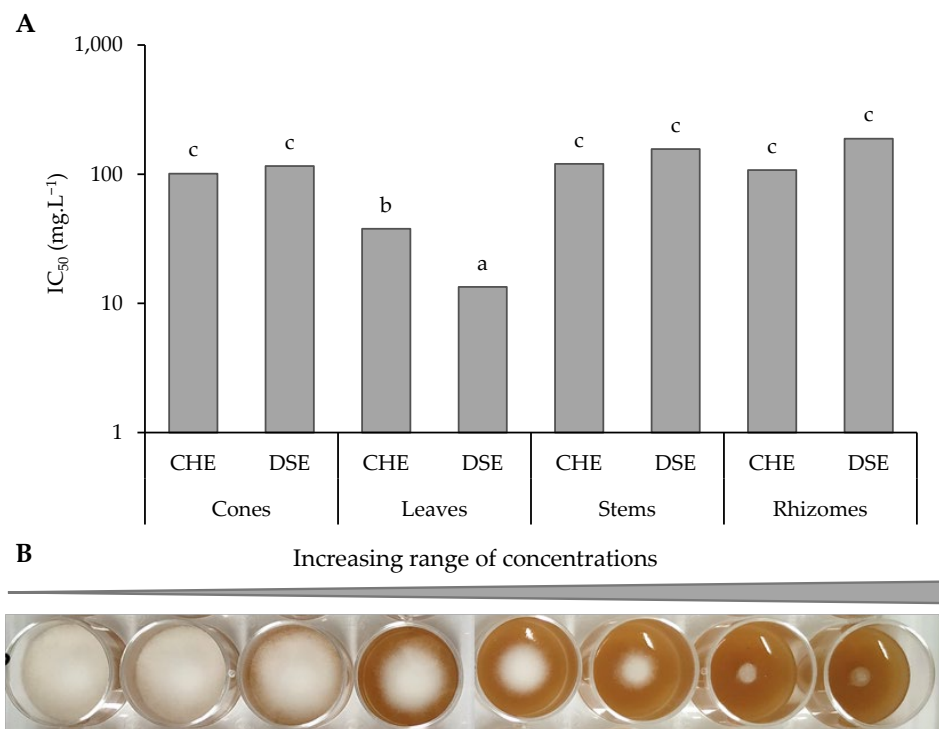 A
1,000
c
c
c
c
c
c
100
b
a
IC₅₀ (mg.L⁻¹)
10
1
CHE DSE CHE DSE CHE DSE CHE DSE
Cones Leaves Stems Rhizomes
B
Increasing range of concentrations